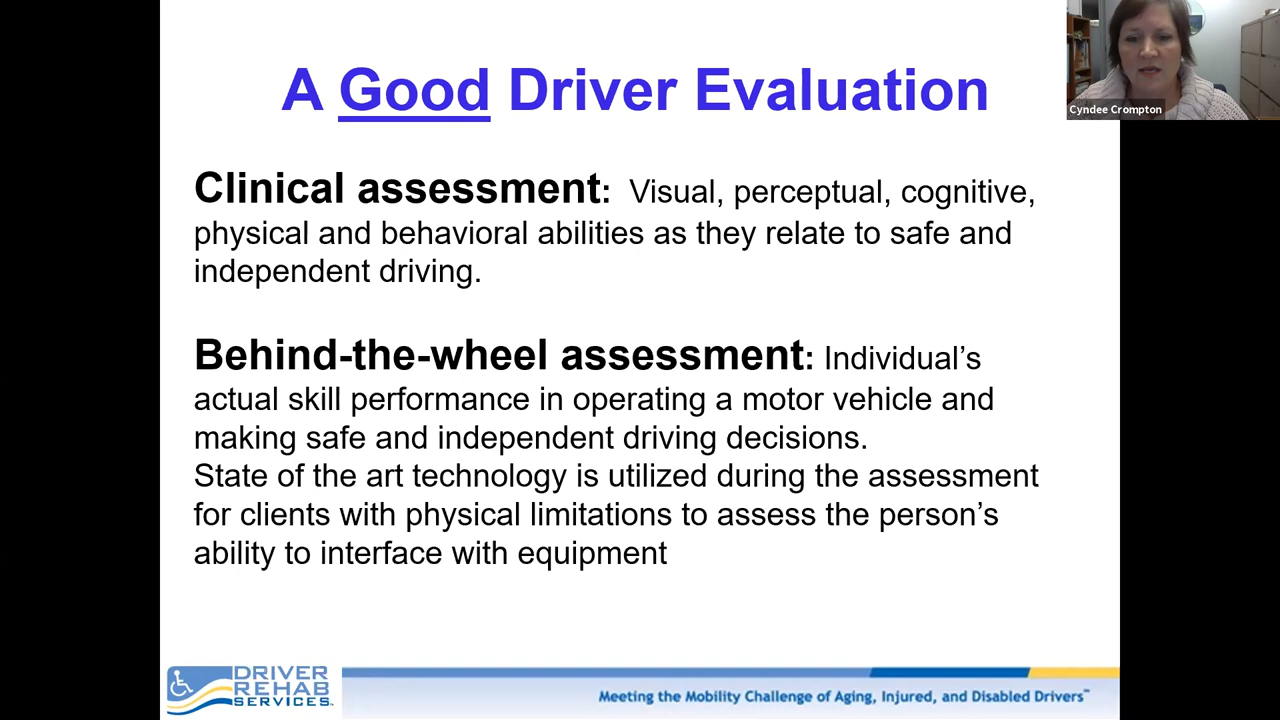 A Good Driver Evaluation
Cyndee Crompton
Clinical assessment: Visual, perceptual, cognitive,
physical and behavioral abilities as they relate to safe and
independent driving.
Behind-the-wheel assessment: Individual’s
actual skill performance in operating a motor vehicle and
making safe and independent driving decisions.
State of the art technology is utilized during the assessment
for clients with physical limitations to assess the person’s
ability to interface with equipment
DRIVER
REHAB
SERVICES
Meeting the Mobility Challenge of Aging, Injured, and Disabled Drivers™